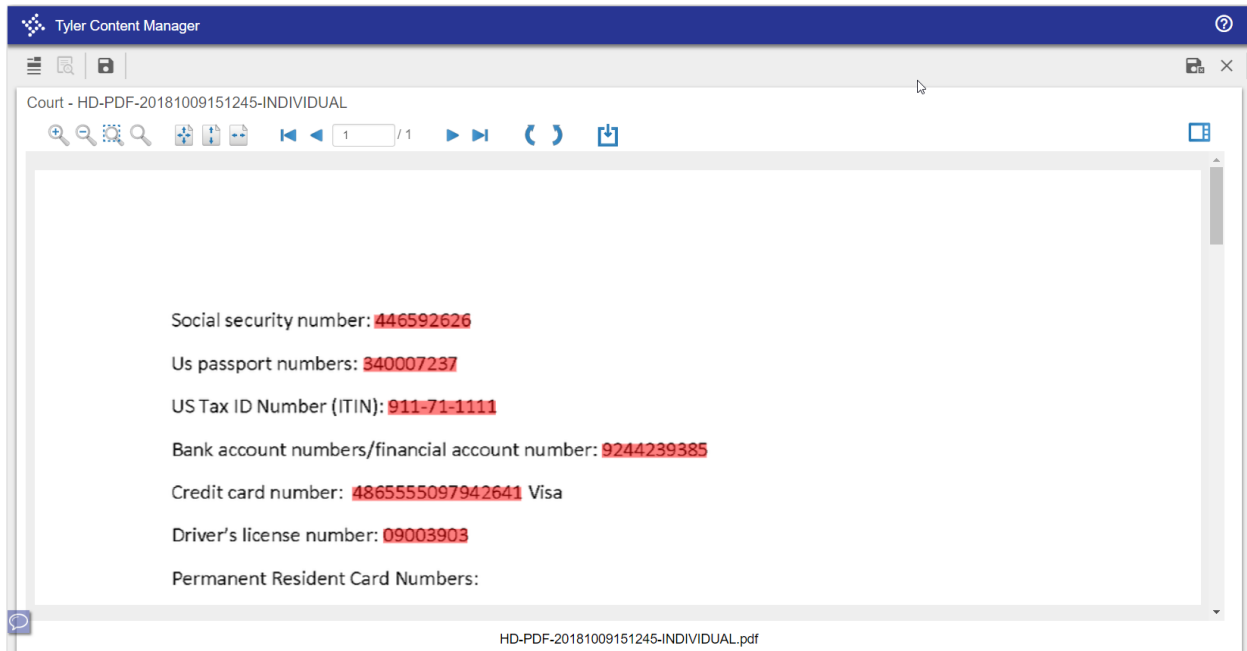 Tyler Content Manager
Court - HD-PDF-20181009151245-INDIVIDUAL
1 / 1
Social security number: 446592626
Us passport numbers: 340007237
US Tax ID Number (ITIN): 911-71-1111
Bank account numbers/financial account number: 9244239385
Credit card number: 4865555097942641 Visa
Driver's license number: 09003903
Permanent Resident Card Numbers:
HD-PDF-20181009151245-INDIVIDUAL.pdf